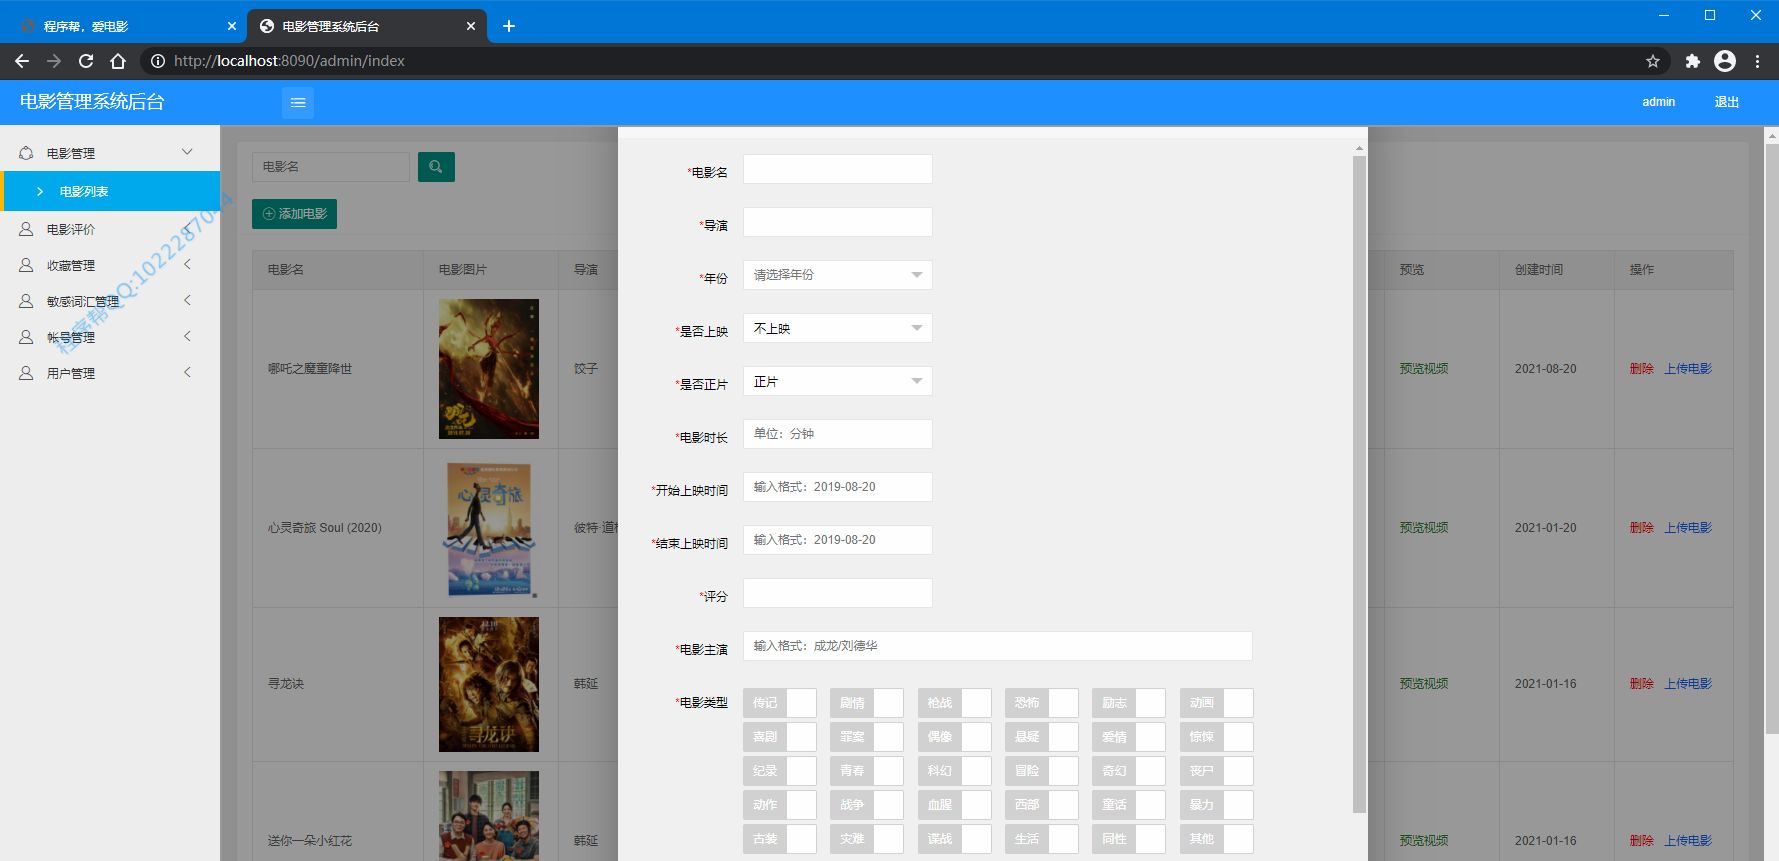 程序帮，爱电影
电影管理系统后台
http://localhost:8090/admin/index
电影管理系统后台
admin
退出
电影管理
电影列表
电影评价
收藏管理
敏感词汇管理
帐号管理
用户管理
程序帮QQ:1022287044
电影名
添加电影
电影名 电影图片 导演 预览 创建时间 操作
哪吒之魔童降世 饺子 预览视频 2021-08-20 删除 上传电影
心灵奇旅
心灵奇旅 Soul (2020) 彼特·道 预览视频 2021-01-20 删除 上传电影
12.18
寻龙诀
寻龙诀 韩延 预览视频 2021-01-16 删除 上传电影
送你一朵小红花 韩延 预览视频 2021-01-16 删除 上传电影
*电影名
*导演
*年份 请选择年份
*是否上映 不上映
*是否正片 正片
*电影时长 单位：分钟
*开始上映时间 输入格式：2019-08-20
*结束上映时间 输入格式：2019-08-20
*评分
*电影主演 输入格式：成龙/刘德华
*电影类型 传记 剧情 枪战 恐怖 励志 动画
喜剧 罪案 偶像 悬疑 爱情 惊悚
纪录 青春 科幻 冒险 奇幻 丧尸
动作 战争 血腥 西部 童话 暴力
古装 灾难 谍战 生活 同性 其他